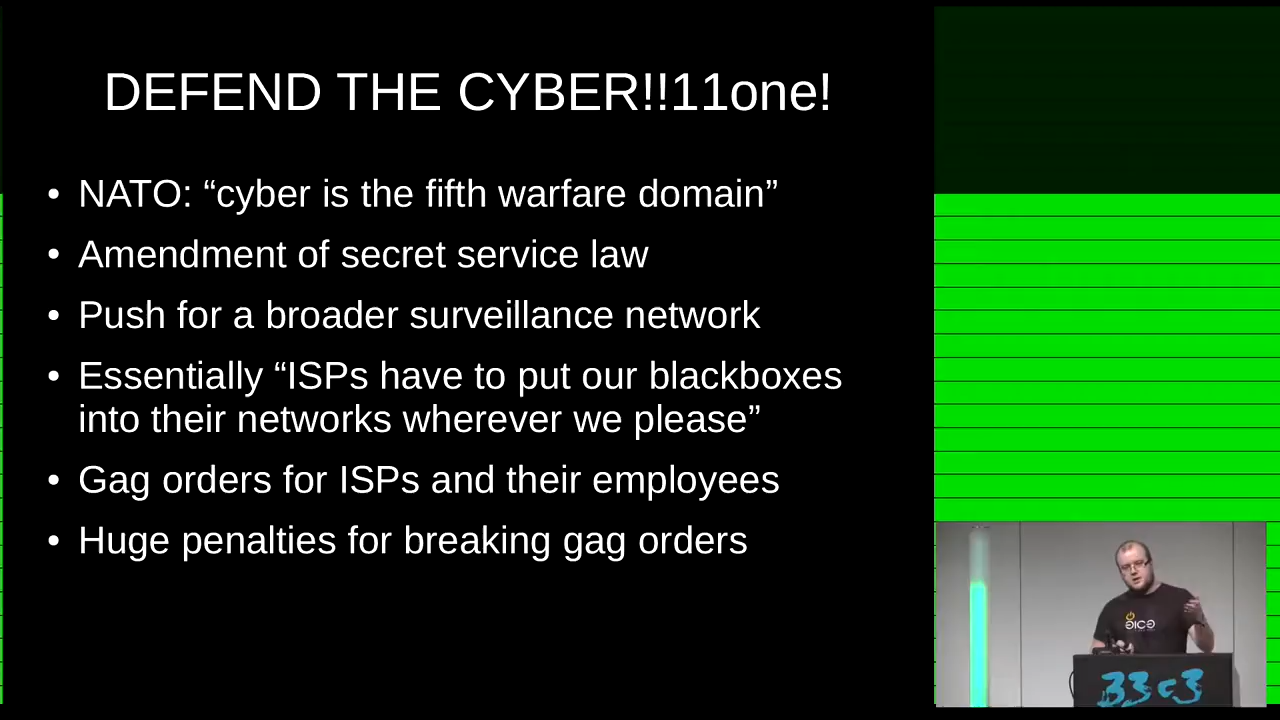 DEFEND THE CYBER!!11one!
• NATO: “cyber is the fifth warfare domain”
• Amendment of secret service law
• Push for a broader surveillance network
• Essentially “ISPs have to put our blackboxes
into their networks wherever we please”
• Gag orders for ISPs and their employees
• Huge penalties for breaking gag orders
33c3